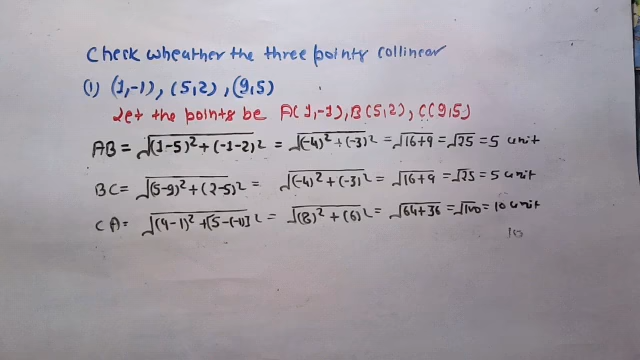 Check wheather the three points collinear
(1) (1,-1), (5,2), (9,5)
Let the points be A(1,-1), B(5,2), C(9,5)
AB = √(1-5)² + (-1-2)² = √(-4)² + (-3)² = √16+9 = √25 = 5 unit
BC = √(5-9)² + (2-5)² = √(-4)² + (-3)² = √16+9 = √25 = 5 unit
CA = √(9-1)² + [5-(-1)]² = √(8)² + (6)² = √64+36 = √100 = 10 unit